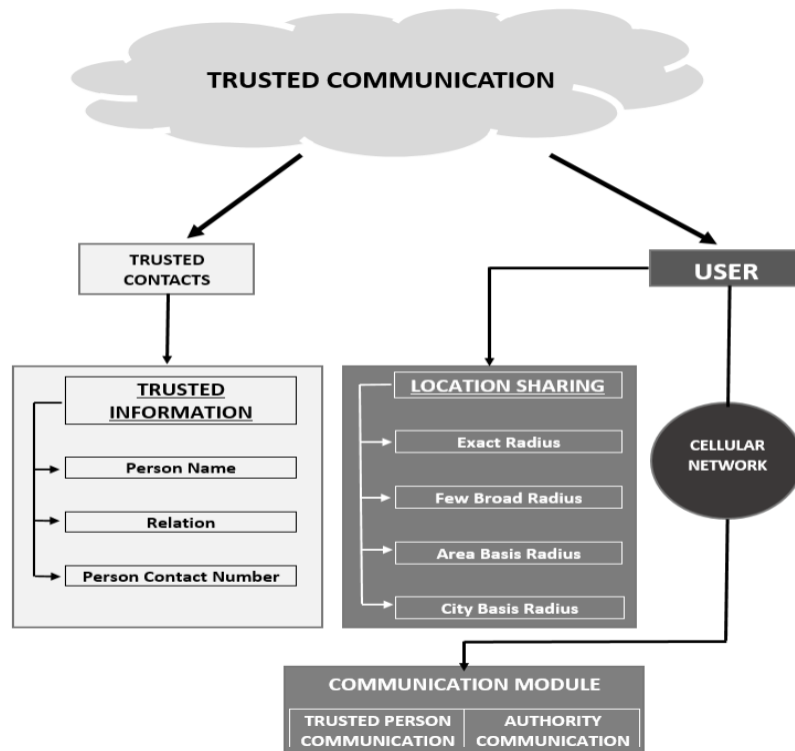 TRUSTED COMMUNICATION
TRUSTED
CONTACTS
USER
TRUSTED
INFORMATION
Person Name
Relation
Person Contact Number
LOCATION SHARING
Exact Radius
Few Broad Radius
Area Basis Radius
City Basis Radius
CELLULAR
NETWORK
COMMUNICATION MODULE
TRUSTED PERSON
COMMUNICATION
AUTHORITY
COMMUNICATION